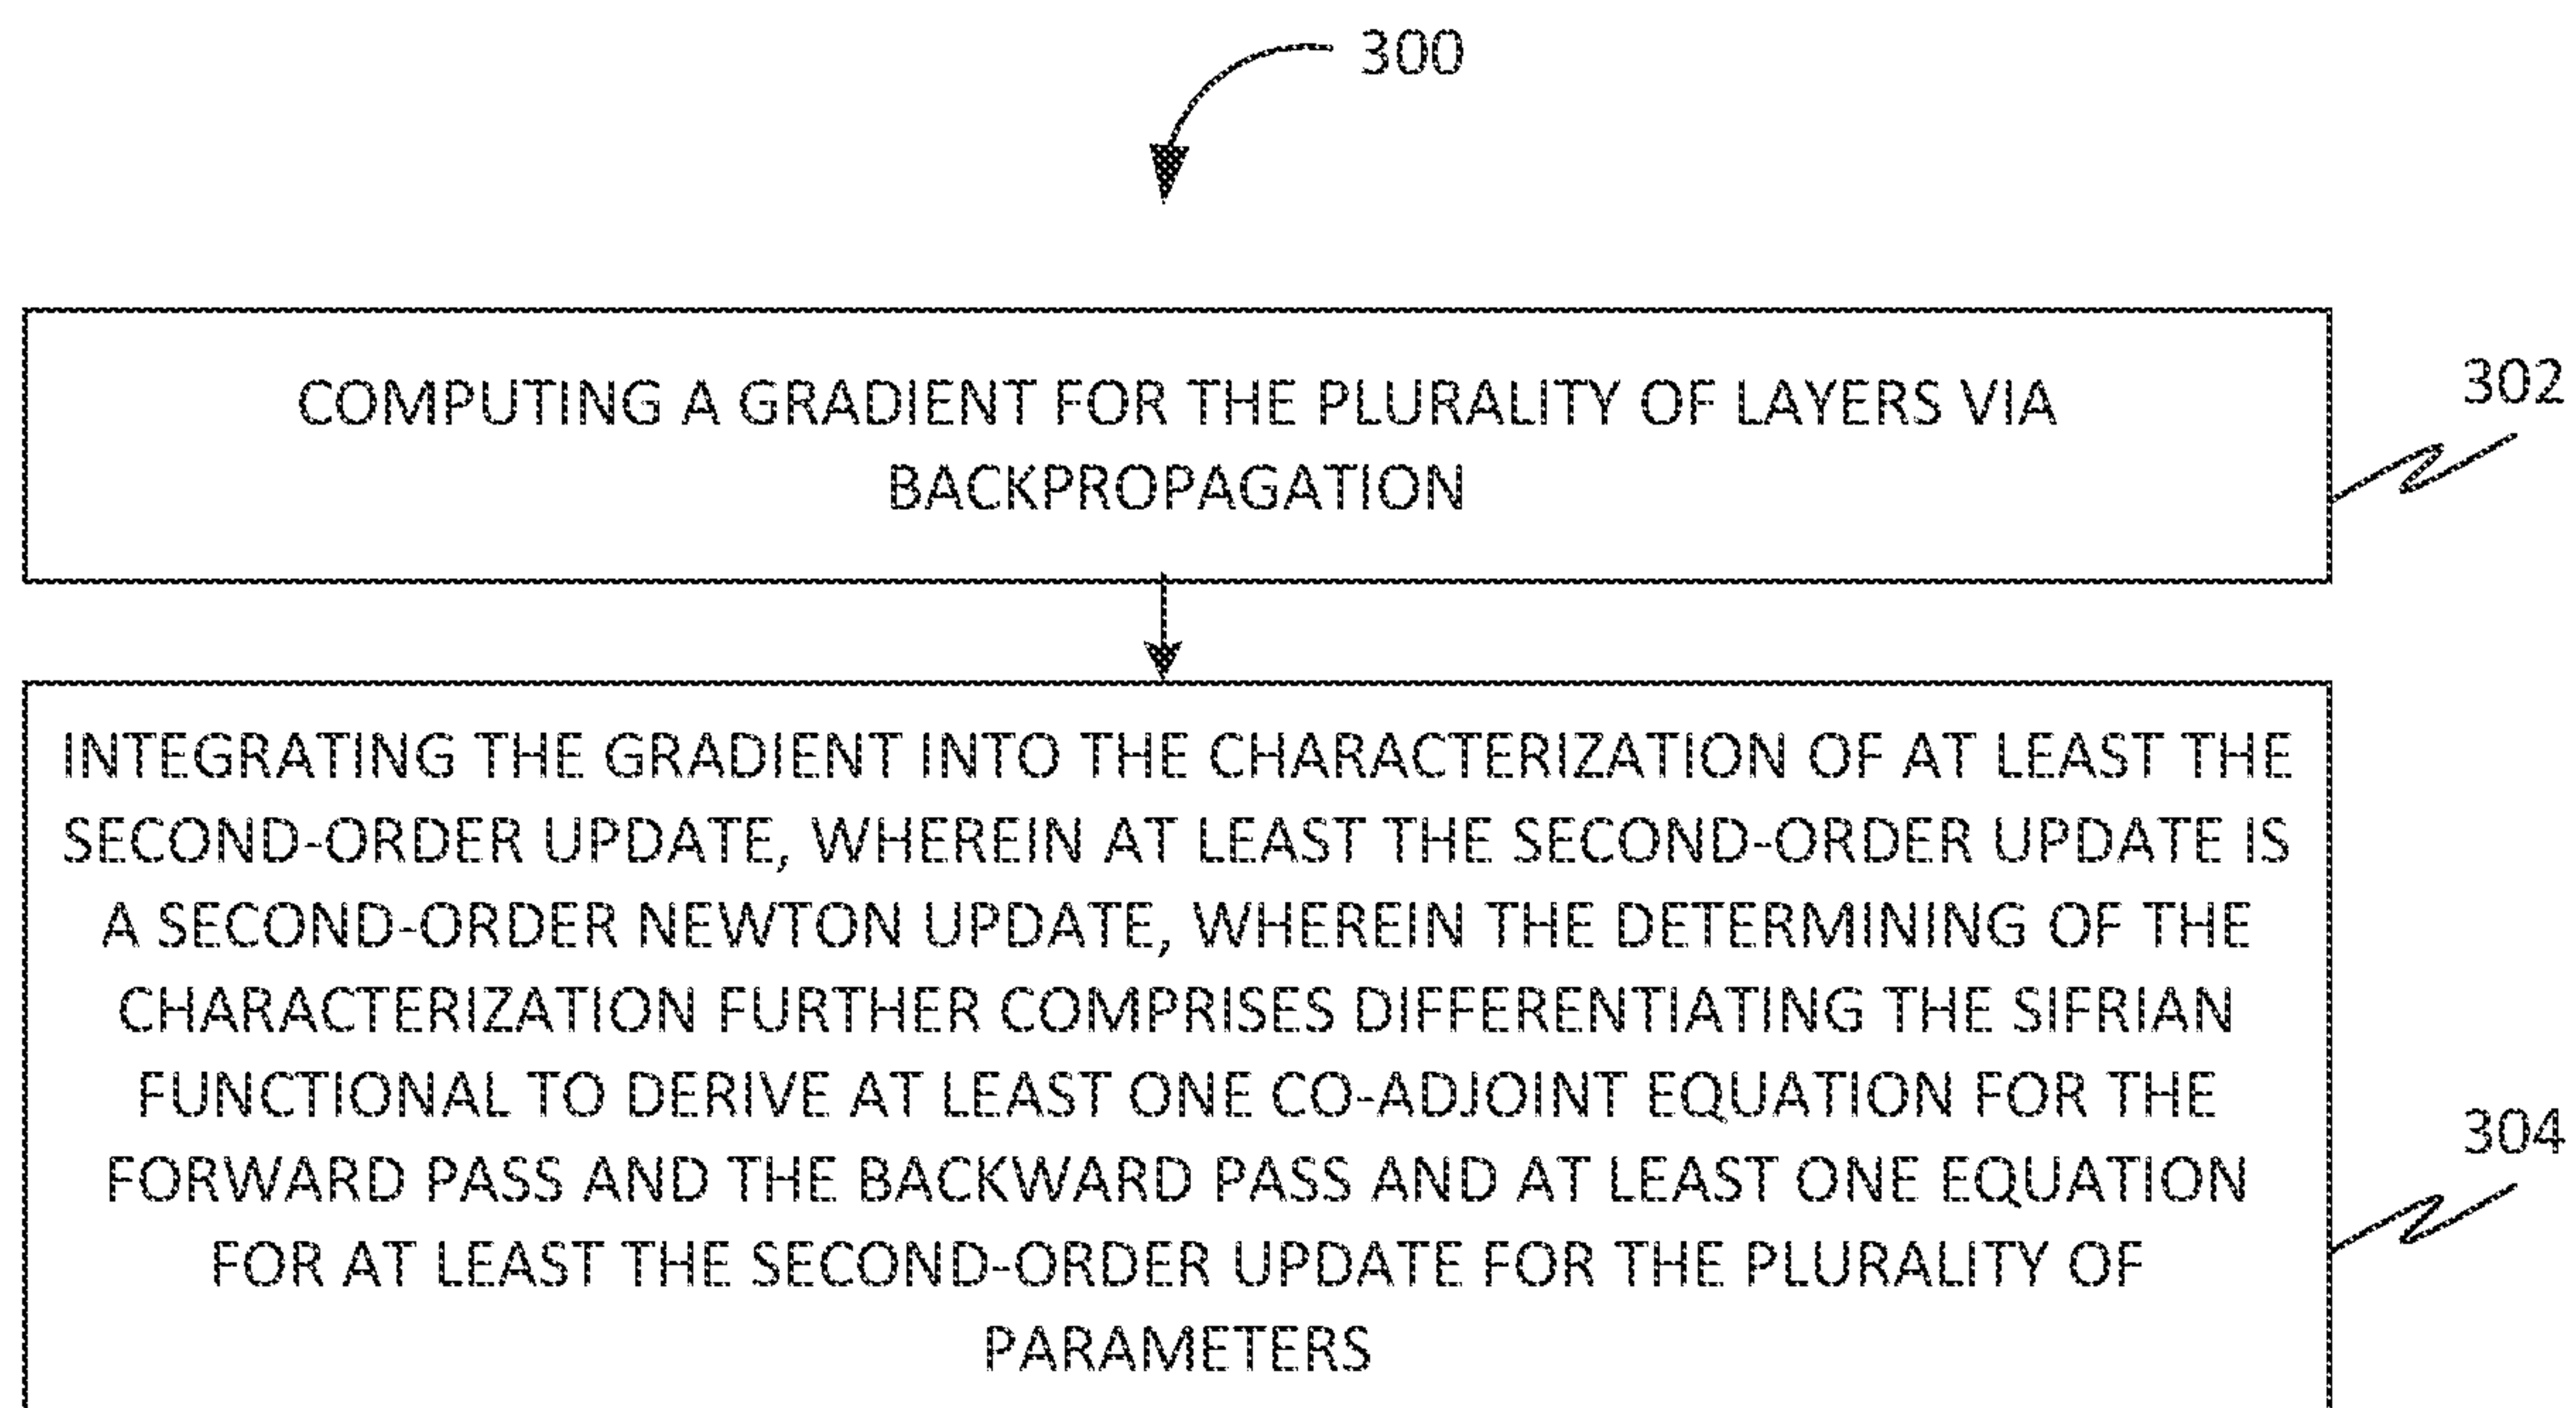 300
COMPUTING A GRADIENT FOR THE PLURALITY OF LAYERS VIA
BACKPROPAGATION
302
INTEGRATING THE GRADIENT INTO THE CHARACTERIZATION OF AT LEAST THE
SECOND-ORDER UPDATE, WHEREIN AT LEAST THE SECOND-ORDER UPDATE IS
A SECOND-ORDER NEWTON UPDATE, WHEREIN THE DETERMINING OF THE
CHARACTERIZATION FURTHER COMPRISES DIFFERENTIATING THE SIFRIAN
FUNCTIONAL TO DERIVE AT LEAST ONE CO-ADJOINT EQUATION FOR THE
FORWARD PASS AND THE BACKWARD PASS AND AT LEAST ONE EQUATION
FOR AT LEAST THE SECOND-ORDER UPDATE FOR THE PLURALITY OF
PARAMETERS
304